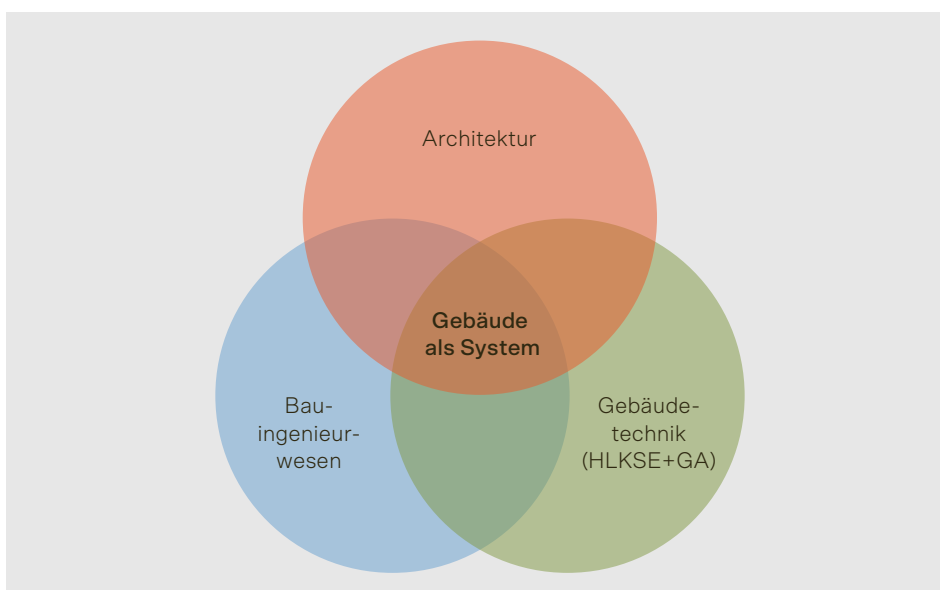 Architektur
Gebäude
als System
Bau-
ingenieur-
wesen
Gebäude-
technik
(HLKSE+GA)